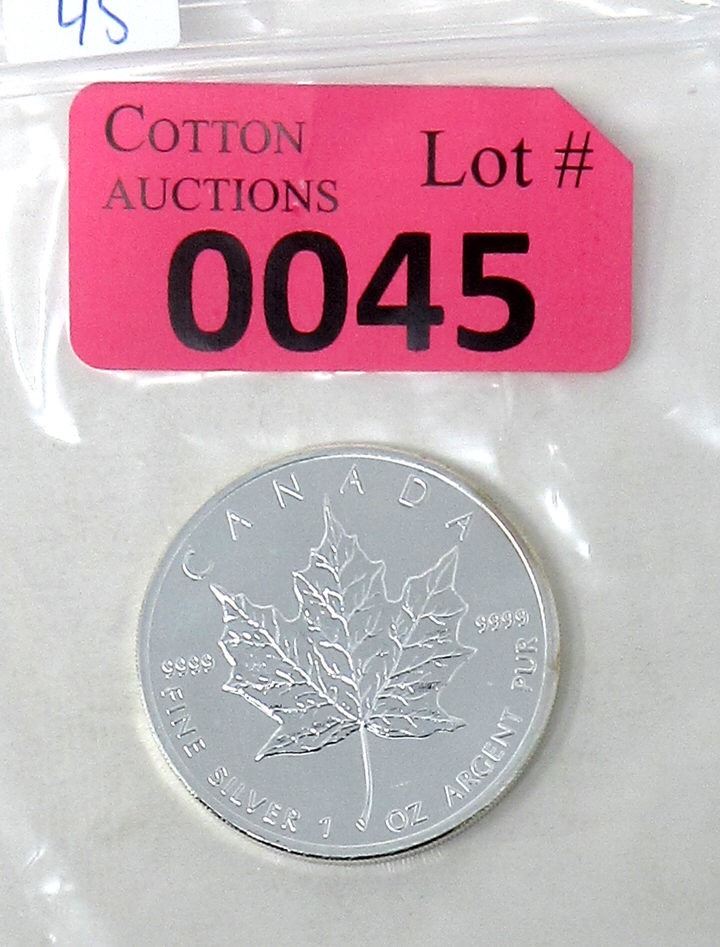 45
COTTON
AUCTIONS
Lot #
0045
CANADA
9999
9999
FINE SILVER 1 OZ ARGENT PUR